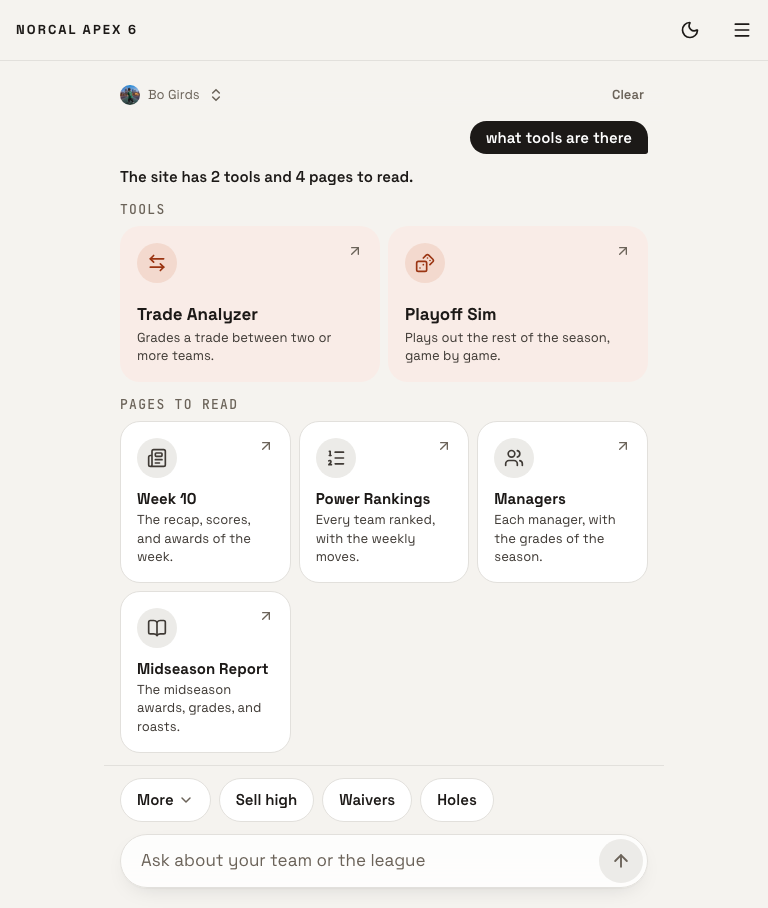 NORCAL APEX 6
Bo Girds
Clear
what tools are there
The site has 2 tools and 4 pages to read.
TOOLS
Trade Analyzer
Grades a trade between two or
more teams.
Playoff Sim
Plays out the rest of the season,
game by game.
PAGES TO READ
Week 10
The recap, scores,
and awards of the
week.
Power Rankings
Every team ranked,
with the weekly
moves.
Managers
Each manager, with
the grades of the
season.
Midseason Report
The midseason
awards, grades, and
roasts.
More
Sell high
Waivers
Holes
Ask about your team or the league